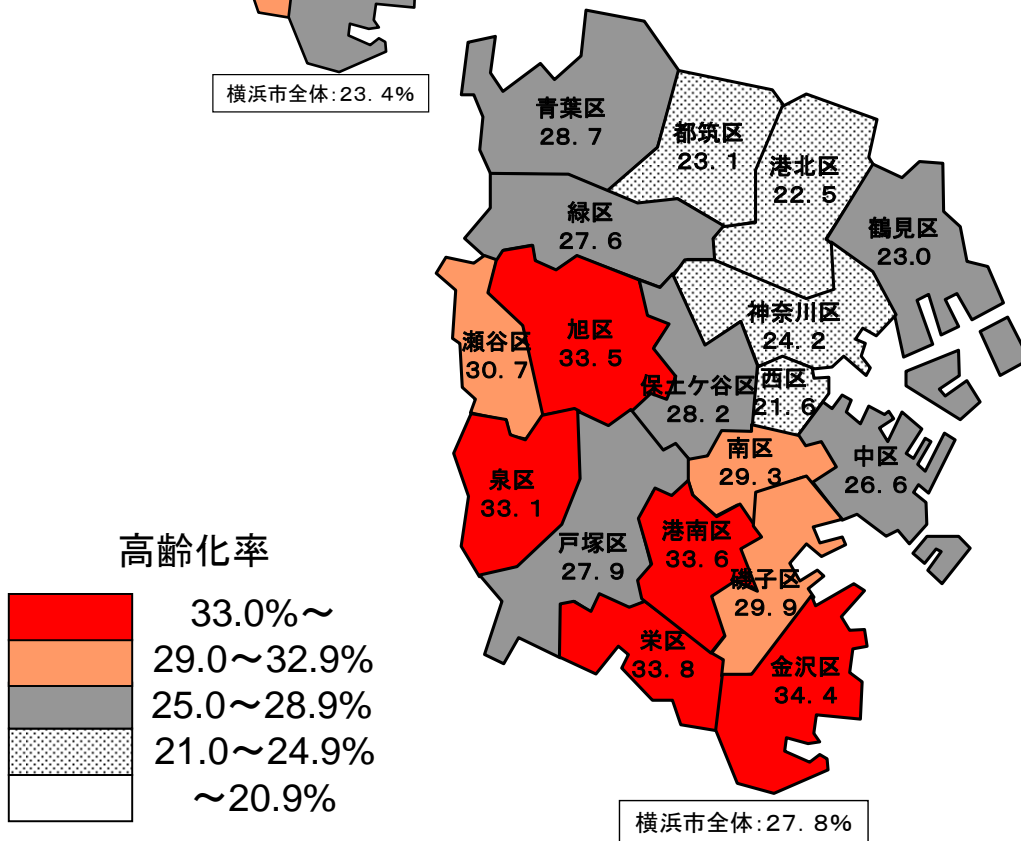 横浜市全体:23.4%
青葉区
28.7
都筑区
23.1
港北区
22.5
鶴見区
23.0
緑区
27.6
神奈川区
24.2
瀬谷区
30.7
旭区
33.5
保土ケ谷区
28.2
西区
21.6
南区
29.3
中区
26.6
泉区
33.1
戸塚区
27.9
港南区
33.6
磯子区
29.9
栄区
33.8
金沢区
34.4
高齢化率
33.0%～
29.0～32.9%
25.0～28.9%
21.0～24.9%
～20.9%
横浜市全体:27.8%